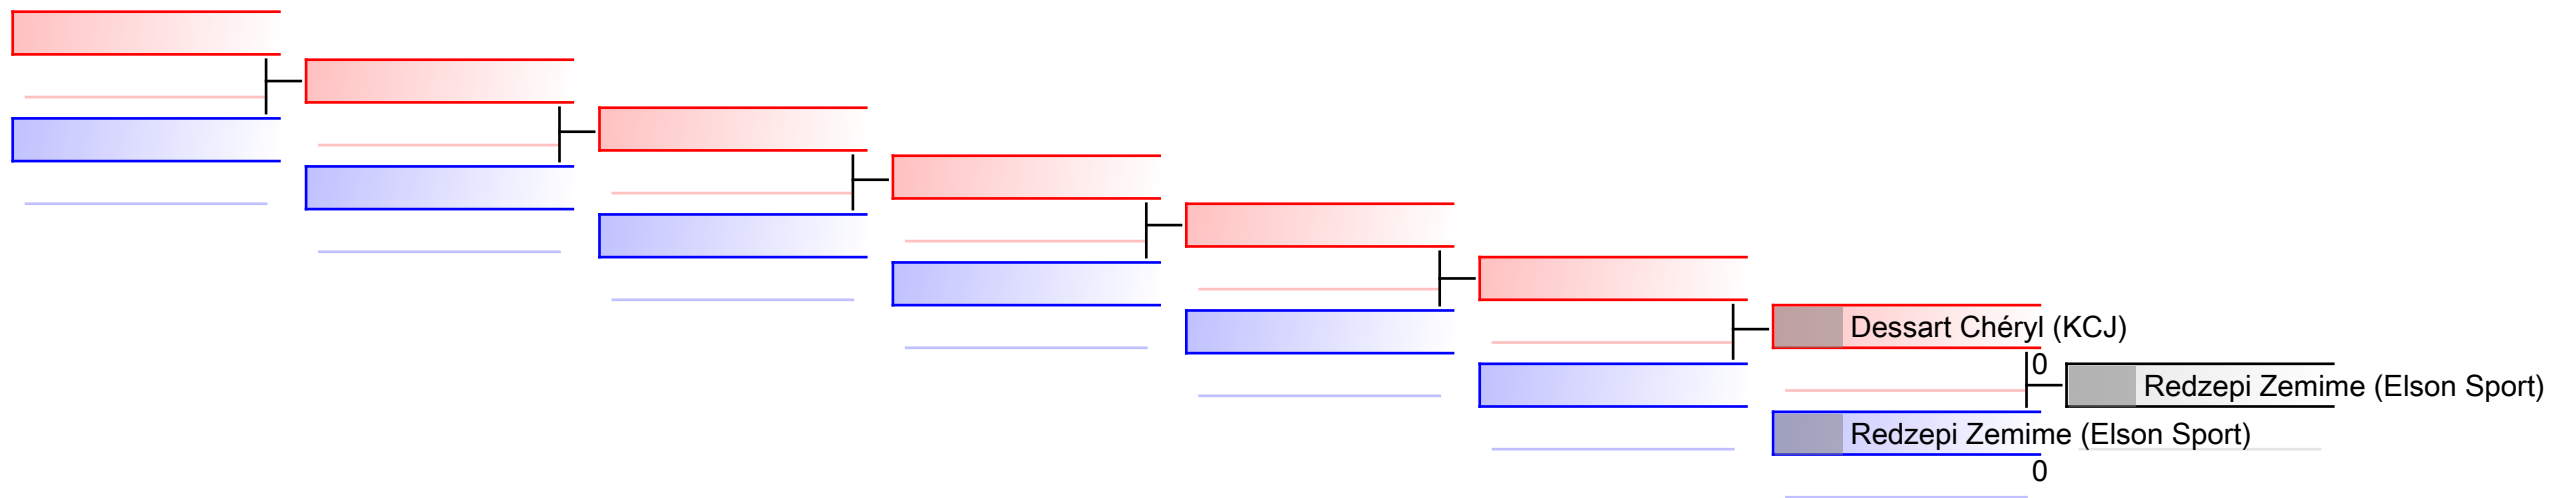 Dessart Chéryl (KCJ)
0
Redzepi Zemime (Elson Sport)
Redzepi Zemime (Elson Sport)
0